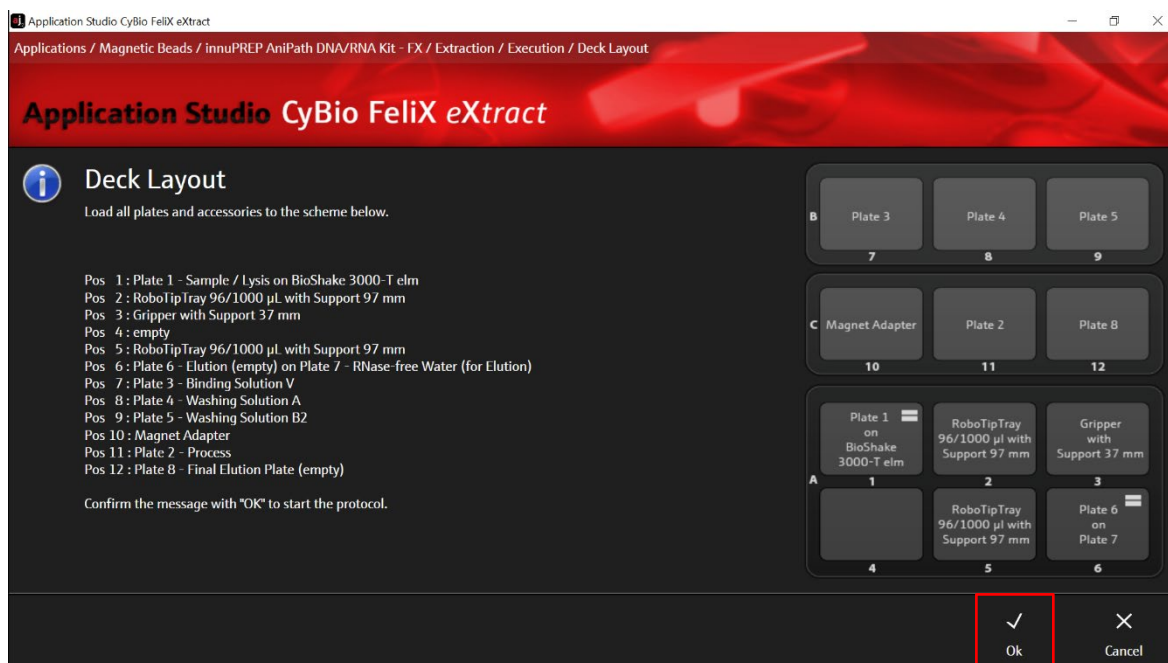 Application Studio CyBio FeliX eXtract
Applications / Magnetic Beads / innuPREP AniPath DNA/RNA Kit - FX / Extraction / Execution / Deck Layout
Application Studio CyBio FeliX eXtract
Deck Layout
Load all plates and accessories to the scheme below.
Pos 1 : Plate 1 - Sample / Lysis on BioShake 3000-T elm
Pos 2 : RoboTipTray 96/1000 µL with Support 97 mm
Pos 3 : Gripper with Support 37 mm
Pos 4 : empty
Pos 5 : RoboTipTray 96/1000 µL with Support 97 mm
Pos 6 : Plate 6 - Elution (empty) on Plate 7 - RNase-free Water (for Elution)
Pos 7 : Plate 3 - Binding Solution V
Pos 8 : Plate 4 - Washing Solution A
Pos 9 : Plate 5 - Washing Solution B2
Pos 10 : Magnet Adapter
Pos 11 : Plate 2 - Process
Pos 12 : Plate 8 - Final Elution Plate (empty)
Confirm the message with "OK" to start the protocol.
B Plate 3 Plate 4 Plate 5
7 8 9
C Magnet Adapter Plate 2 Plate 8
10 11 12
Plate 1
on
BioShake
3000-T elm
RoboTipTray
96/1000 µl with
Support 97 mm
Gripper
with
Support 37 mm
A 1 2 3
RoboTipTray
96/1000 µl with
Support 97 mm
Plate 6
on
Plate 7
4 5 6
Ok Cancel